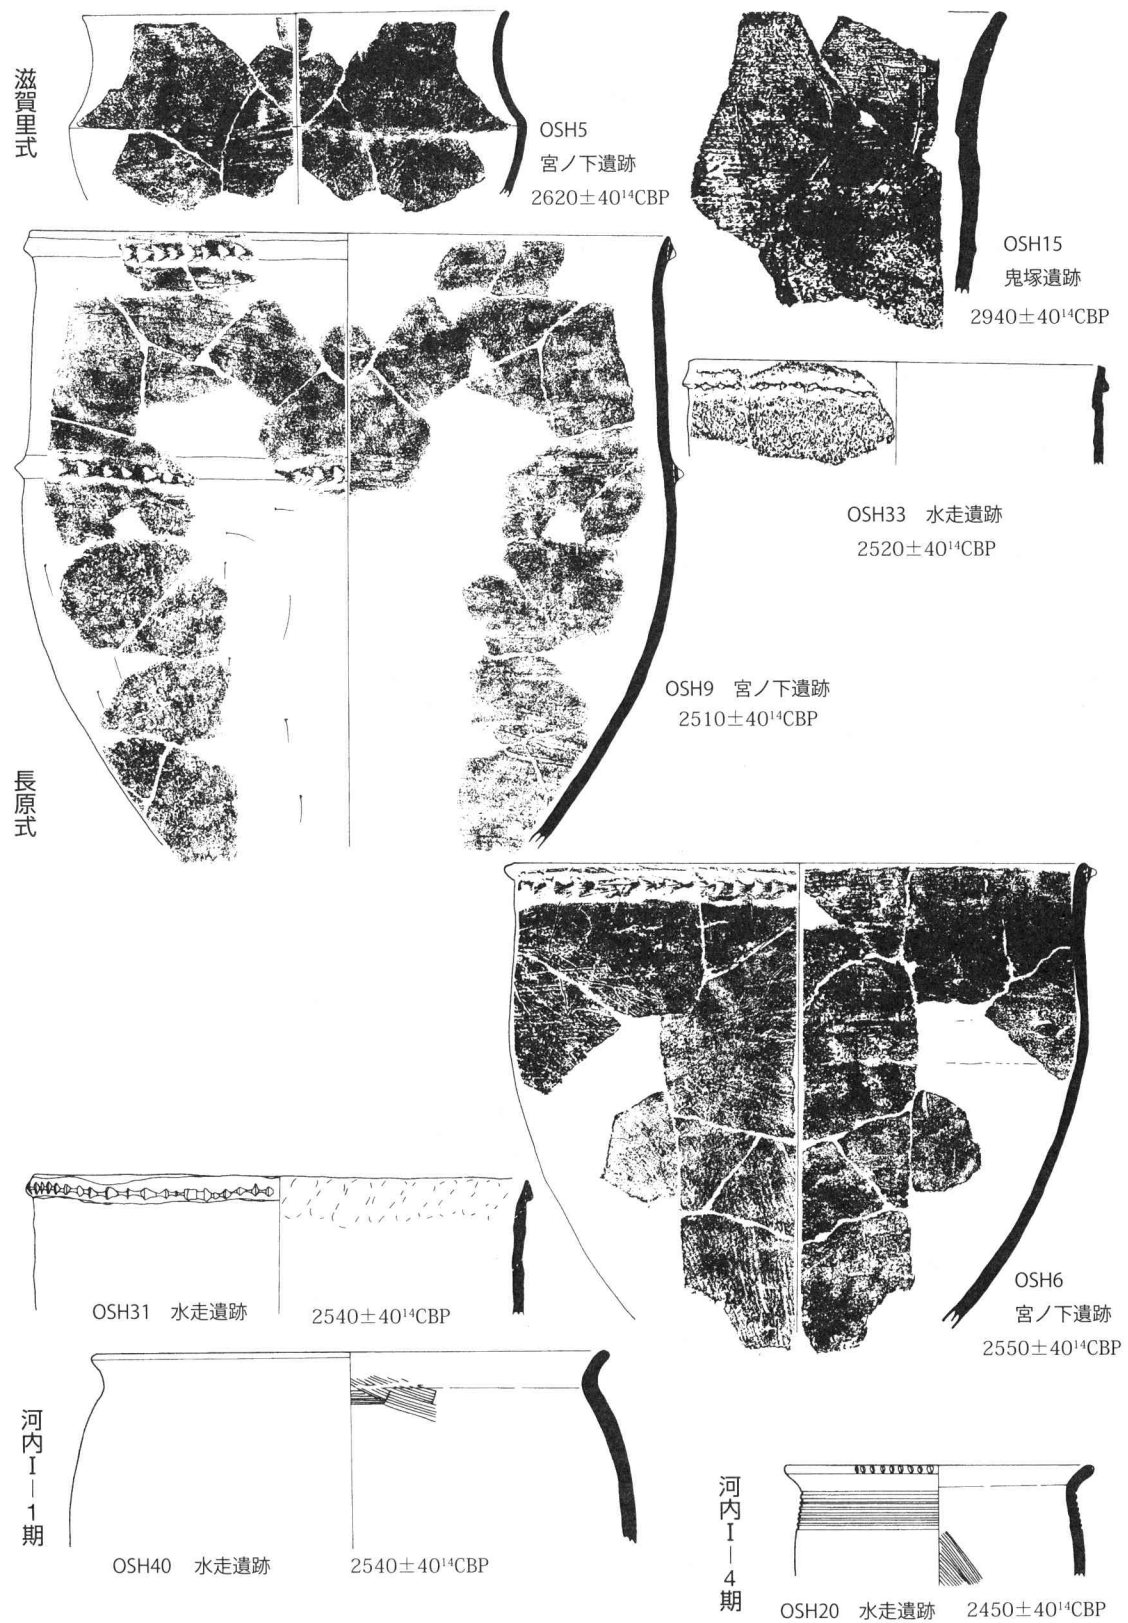 滋賀里式
OSH5
宮ノ下遺跡
2620±40¹⁴CBP
OSH15
鬼塚遺跡
2940±40¹⁴CBP
OSH33 水走遺跡
2520±40¹⁴CBP
OSH9 宮ノ下遺跡
2510±40¹⁴CBP
長原式
OSH6
宮ノ下遺跡
2550±40¹⁴CBP
OSH31 水走遺跡 2540±40¹⁴CBP
河内Ⅰ－1期
OSH40 水走遺跡 2540±40¹⁴CBP
河内Ⅰ－4期
OSH20 水走遺跡 2450±40¹⁴CBP